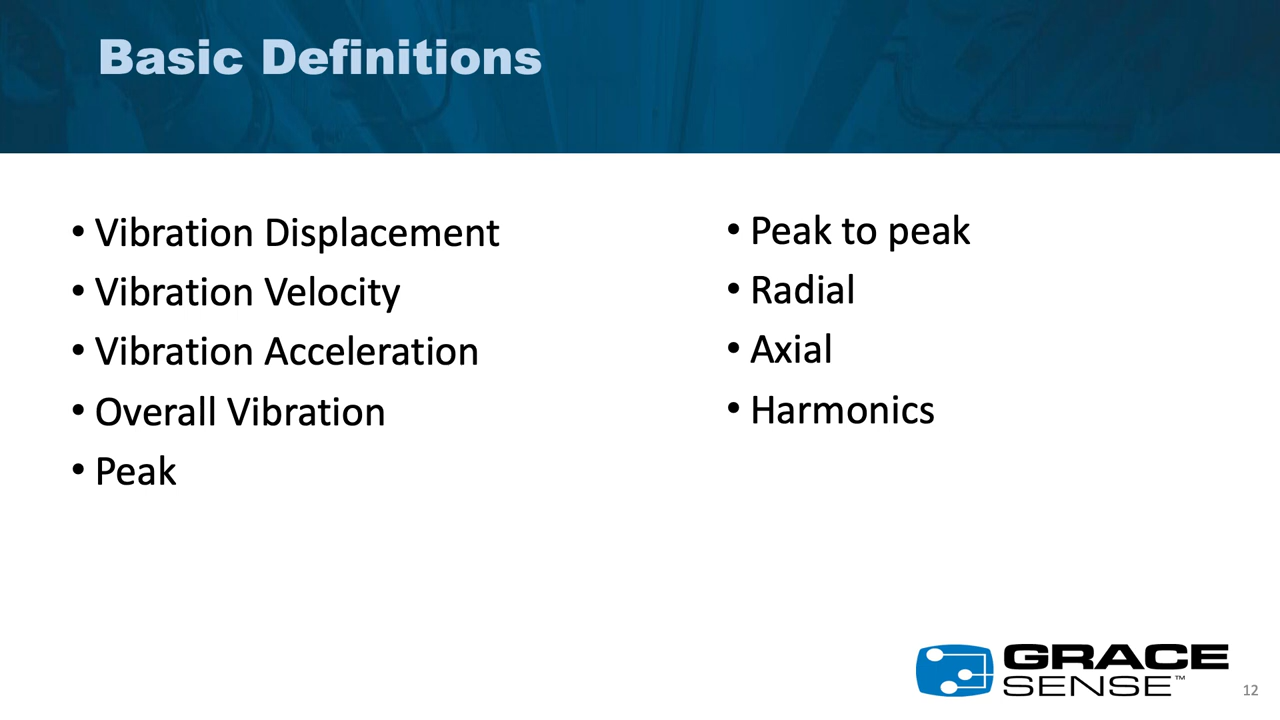 Basic Definitions
• Vibration Displacement
• Vibration Velocity
• Vibration Acceleration
• Overall Vibration
• Peak
• Peak to peak
• Radial
• Axial
• Harmonics
GRACE
SENSE™
12